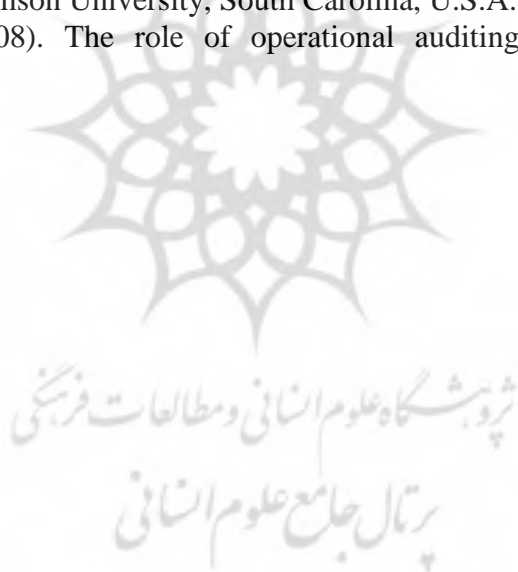 nson University, South Carolina, U.S.A.
08). The role of operational auditing
پژوهشگاه علوم انسانی و مطالعات فرهنگی
پرتال جامع علوم انسانی